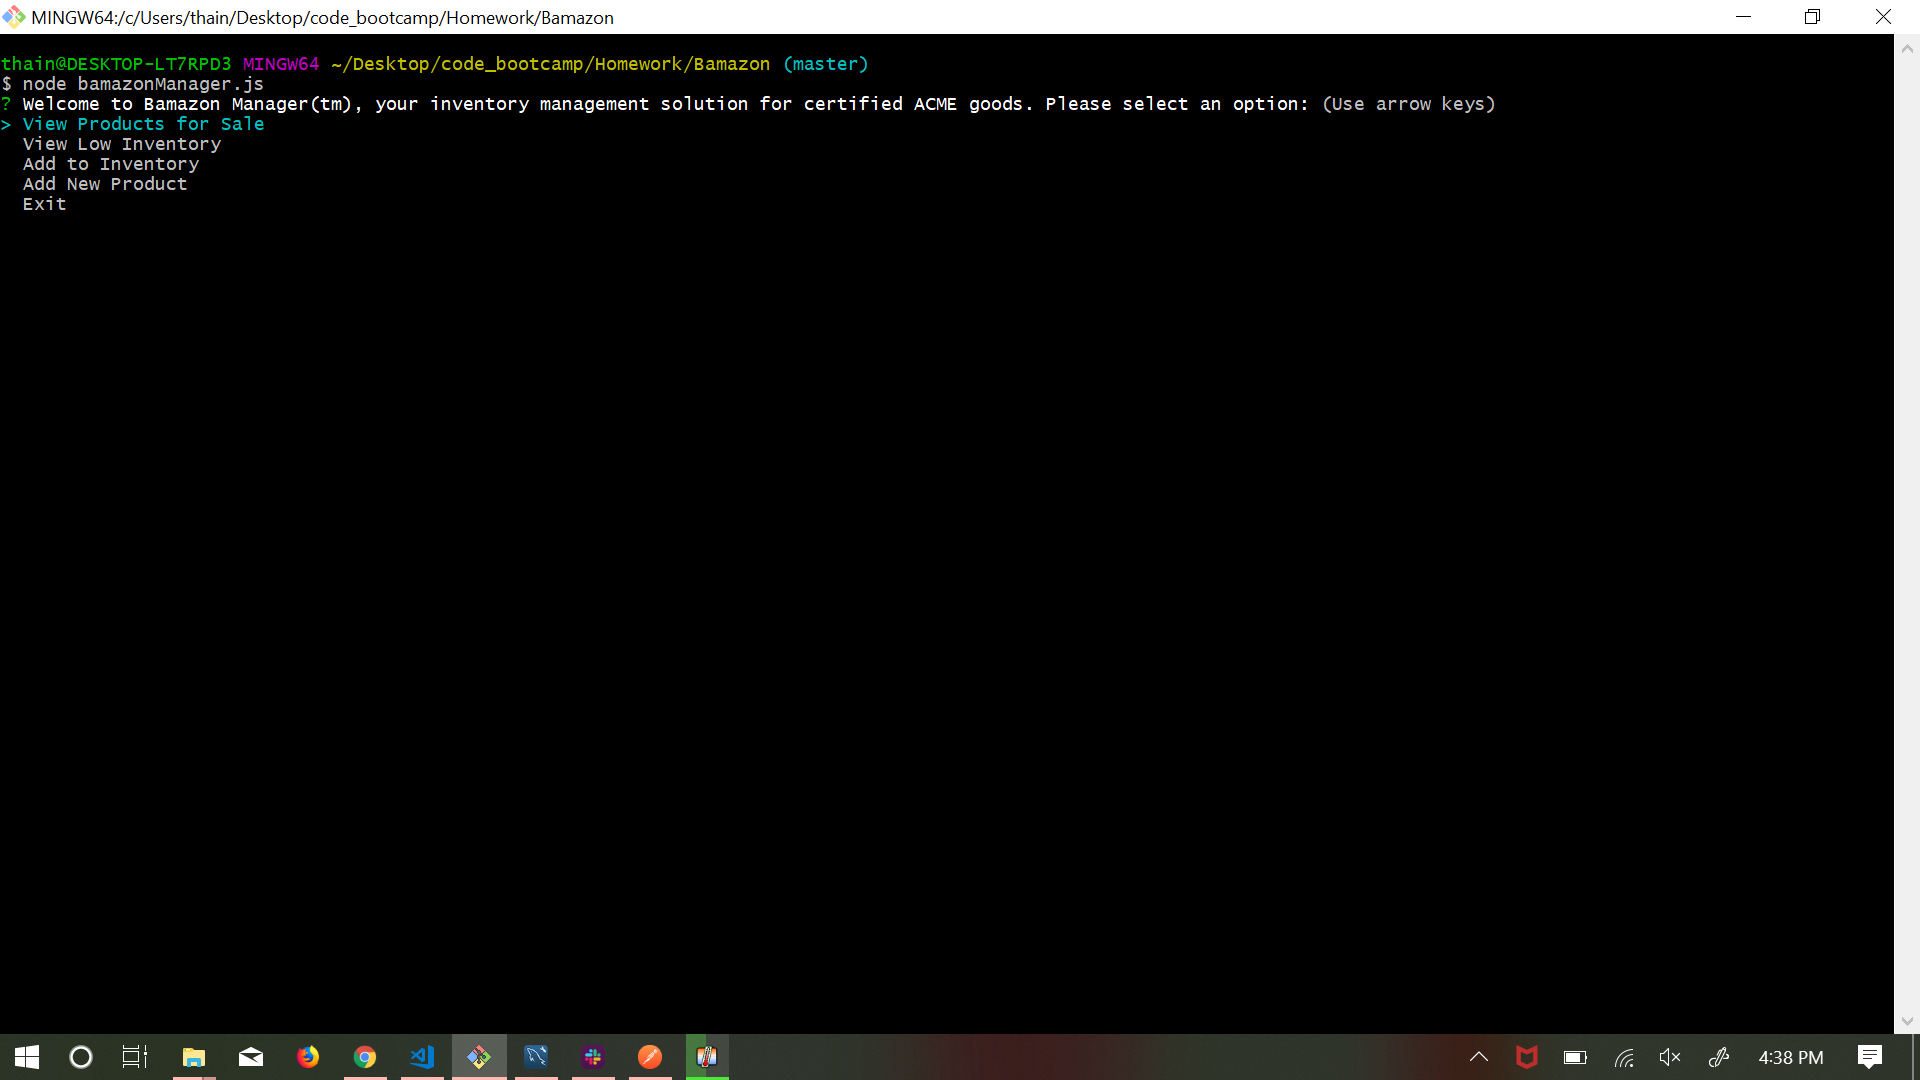 MINGW64:/c/Users/thain/Desktop/code_bootcamp/Homework/Bamazon
thain@DESKTOP-LT7RPD3 MINGW64 ~/Desktop/code_bootcamp/Homework/Bamazon (master)
$ node bamazonManager.js
? Welcome to Bamazon Manager(tm), your inventory management solution for certified ACME goods. Please select an option: (Use arrow keys)
> View Products for Sale
View Low Inventory
Add to Inventory
Add New Product
Exit
4:38 PM